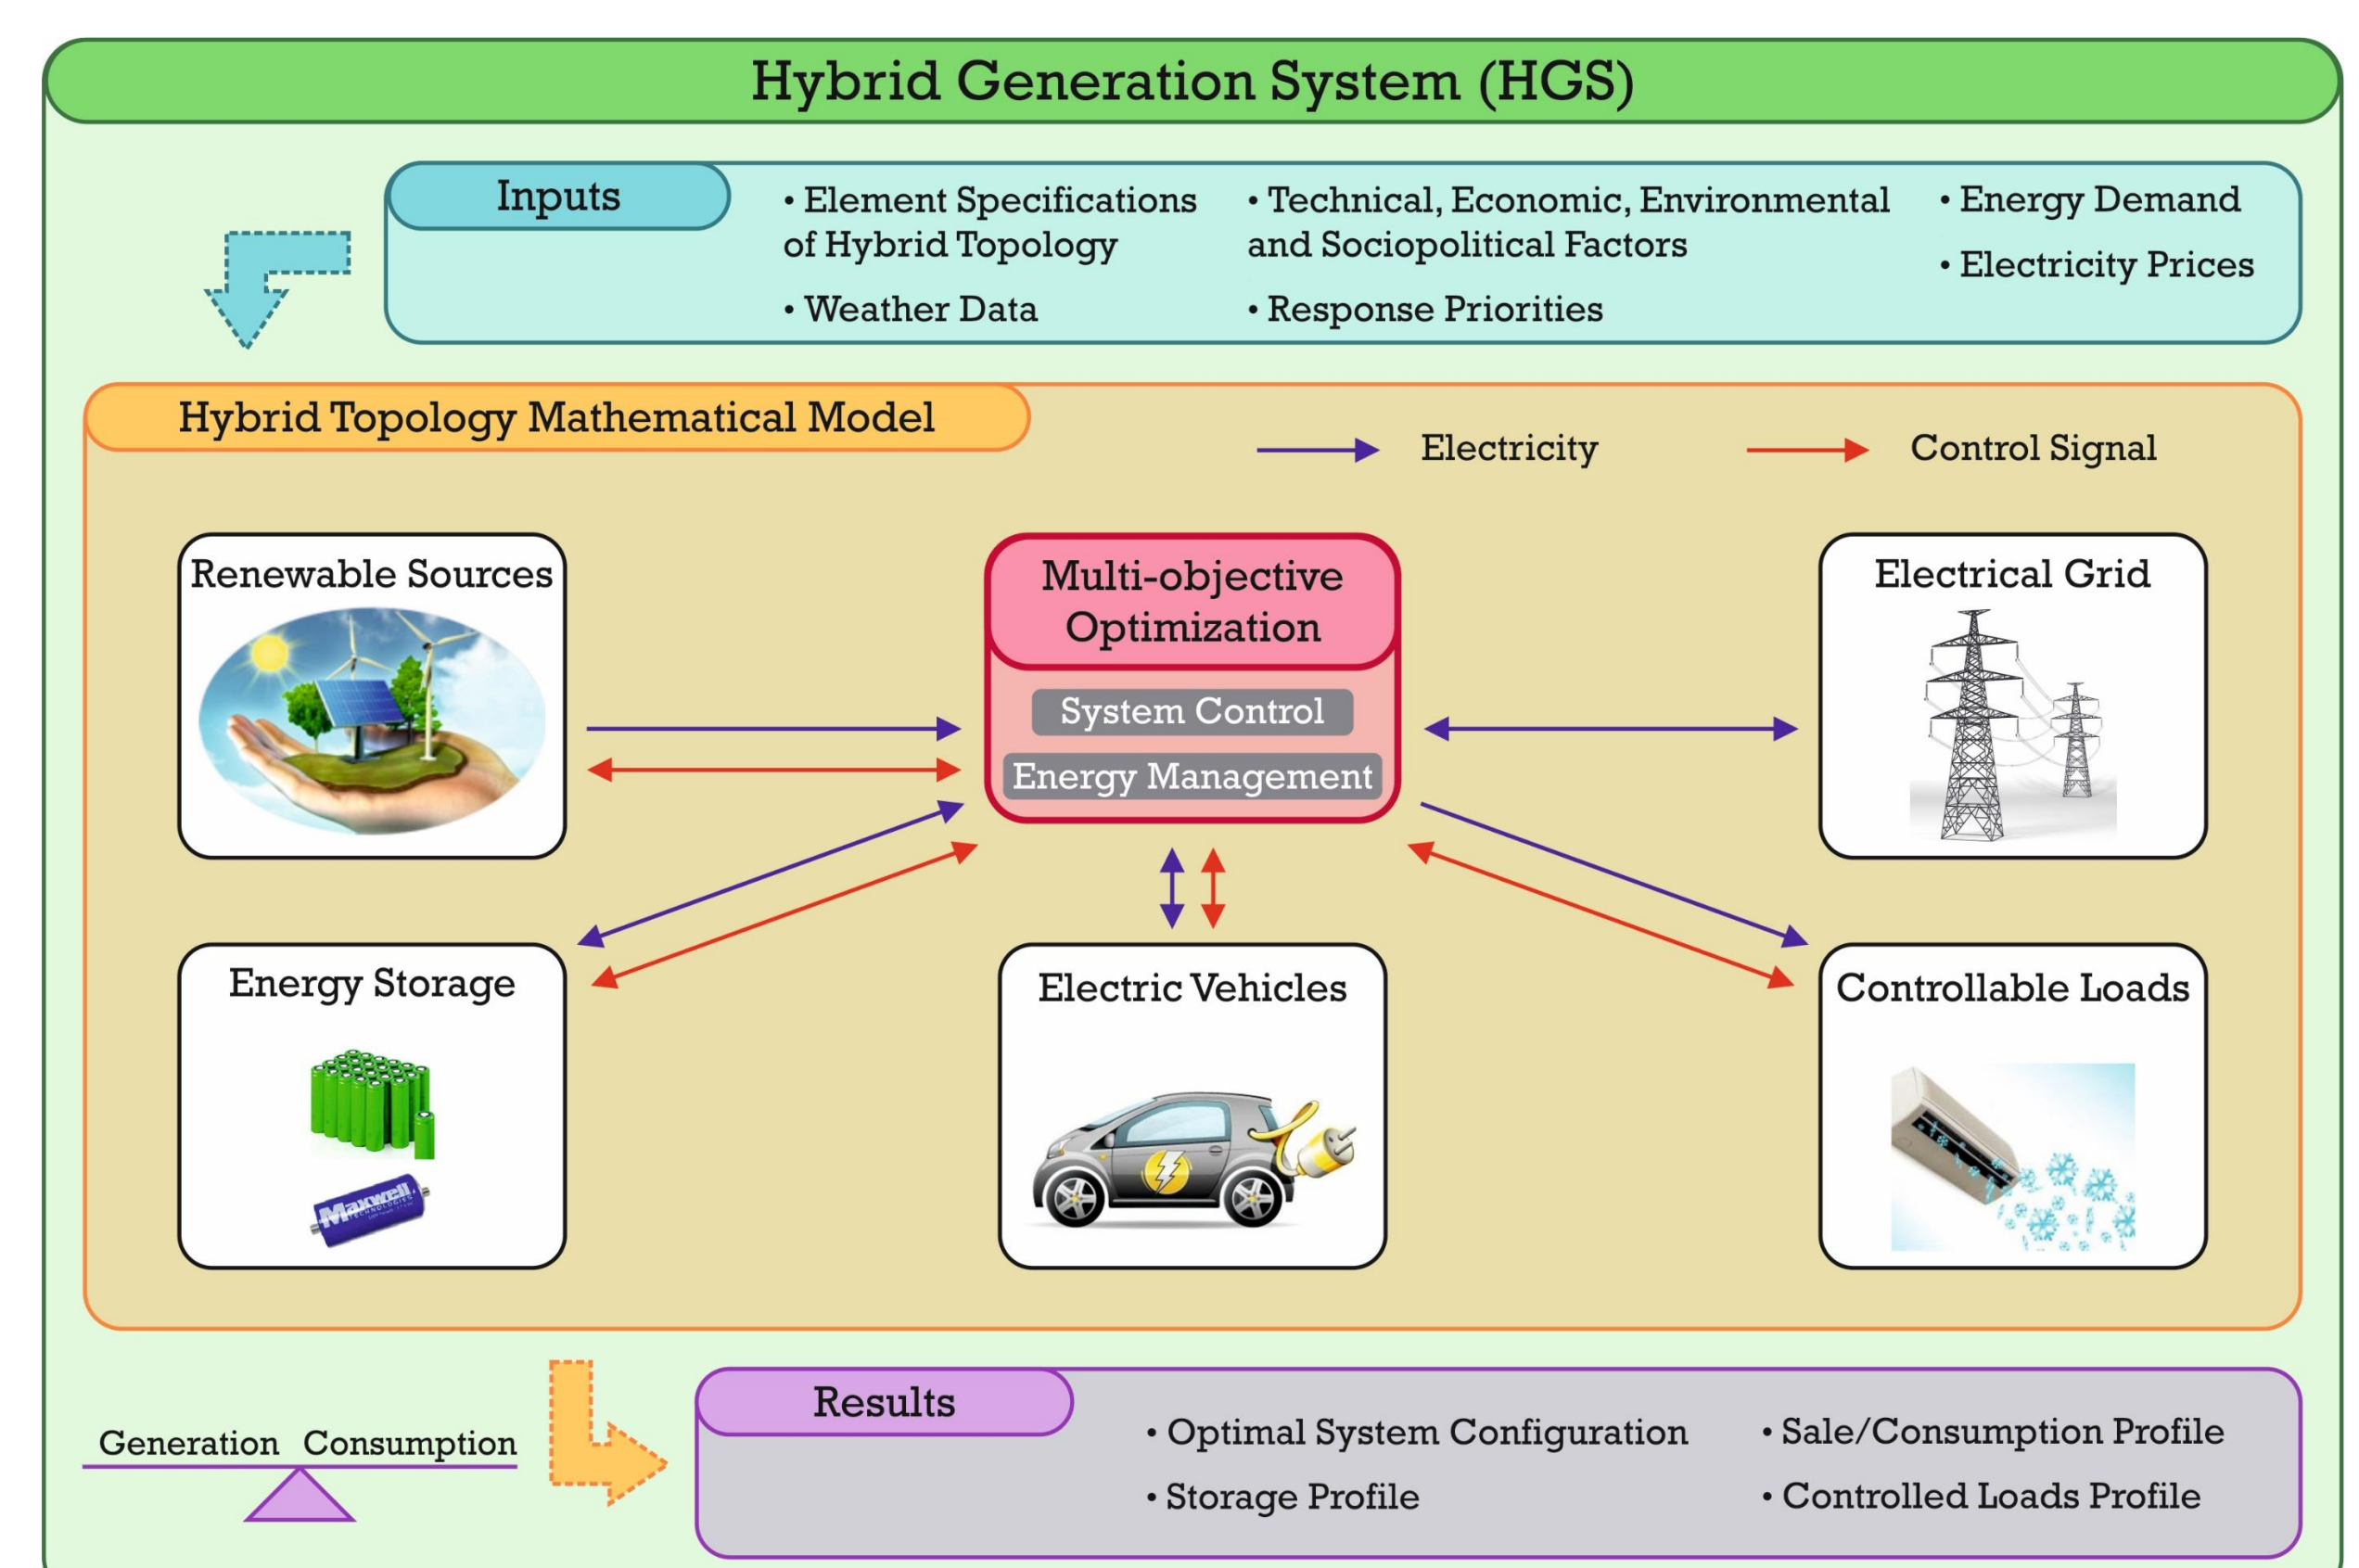 Hybrid Generation System (HGS)
Inputs
• Element Specifications
of Hybrid Topology
• Weather Data
• Technical, Economic, Environmental
and Sociopolitical Factors
• Response Priorities
• Energy Demand
• Electricity Prices
Hybrid Topology Mathematical Model
Electricity
Control Signal
Renewable Sources
Multi-objective
Optimization
System Control
Energy Management
Electrical Grid
Energy Storage
Maxwell
TECHNOLOGIES
Electric Vehicles
Controllable Loads
Generation Consumption
Results
• Optimal System Configuration
• Storage Profile
• Sale/Consumption Profile
• Controlled Loads Profile